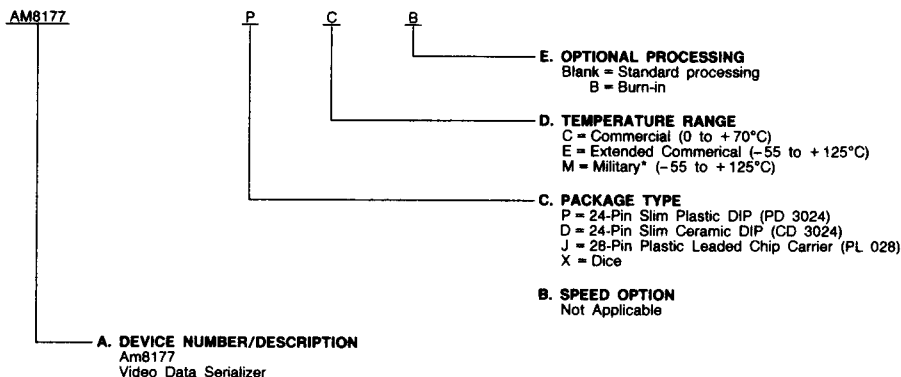 AM8177 P C B
E. OPTIONAL PROCESSING
Blank = Standard processing
B = Burn-in
D. TEMPERATURE RANGE
C = Commercial (0 to +70°C)
E = Extended Commerical (-55 to +125°C)
M = Military* (-55 to +125°C)
C. PACKAGE TYPE
P = 24-Pin Slim Plastic DIP (PD 3024)
D = 24-Pin Slim Ceramic DIP (CD 3024)
J = 28-Pin Plastic Leaded Chip Carrier (PL 028)
X = Dice
B. SPEED OPTION
Not Applicable
A. DEVICE NUMBER/DESCRIPTION
Am8177
Video Data Serializer